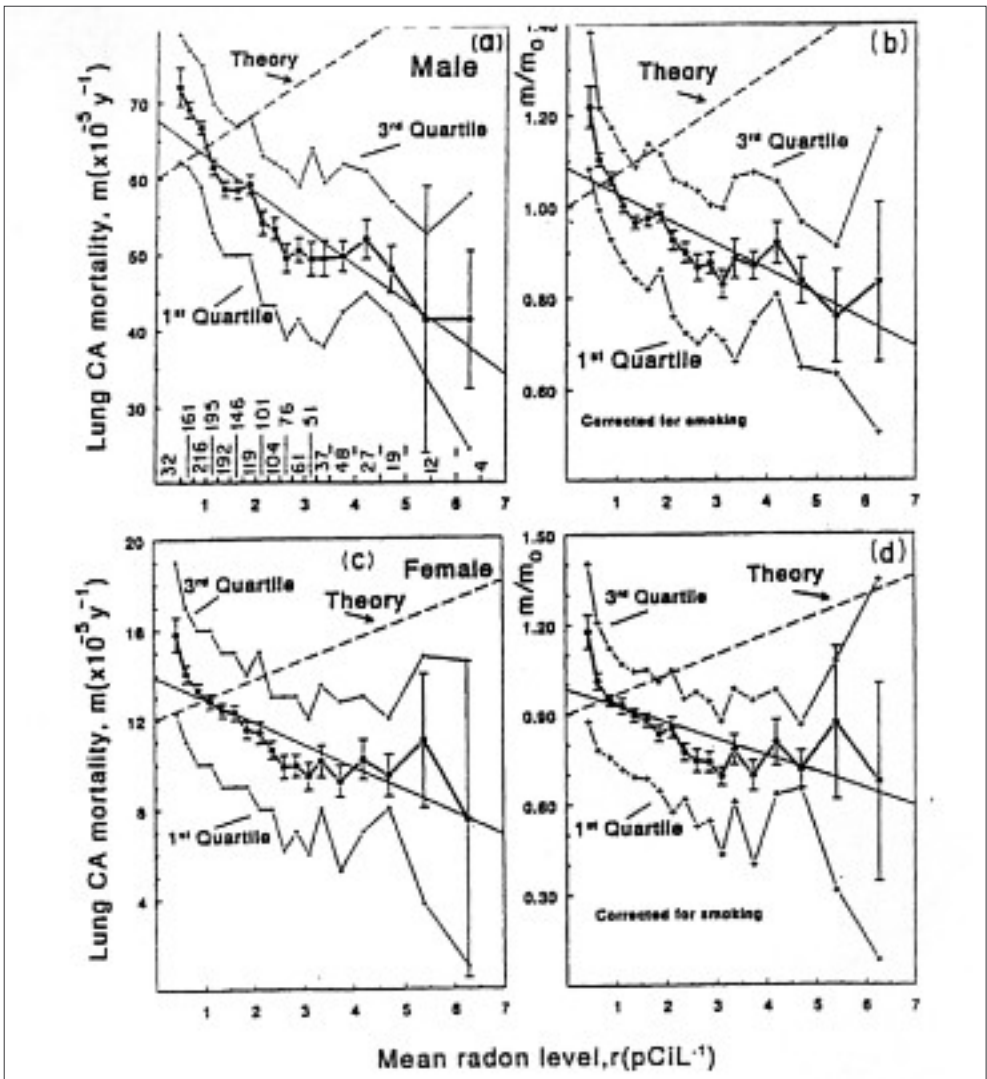 (a)
Theory
Male
3rd Quartile
1st Quartile
Lung CA mortality, m(x10⁻⁵ y⁻¹)
70
60
50
40
30
32
161
216
195
192
146
119
101
104
76
61
51
37
48
27
19
12
4
1 2 3 4 5 6 7
(b)
m/mo
Theory
3rd Quartile
1st Quartile
Corrected for smoking
1.40
1.20
1.00
0.80
0.60
1 2 3 4 5 6 7
(c)
Female
3rd Quartile
Theory
1st Quartile
Lung CA mortality, m(x10⁻⁵ y⁻¹)
20
16
12
8
4
1 2 3 4 5 6 7
(d)
m/mo
Theory
3rd Quartile
1st Quartile
Corrected for smoking
1.50
1.20
0.90
0.60
0.30
1 2 3 4 5 6 7
Mean radon level,r(pCiL⁻¹)